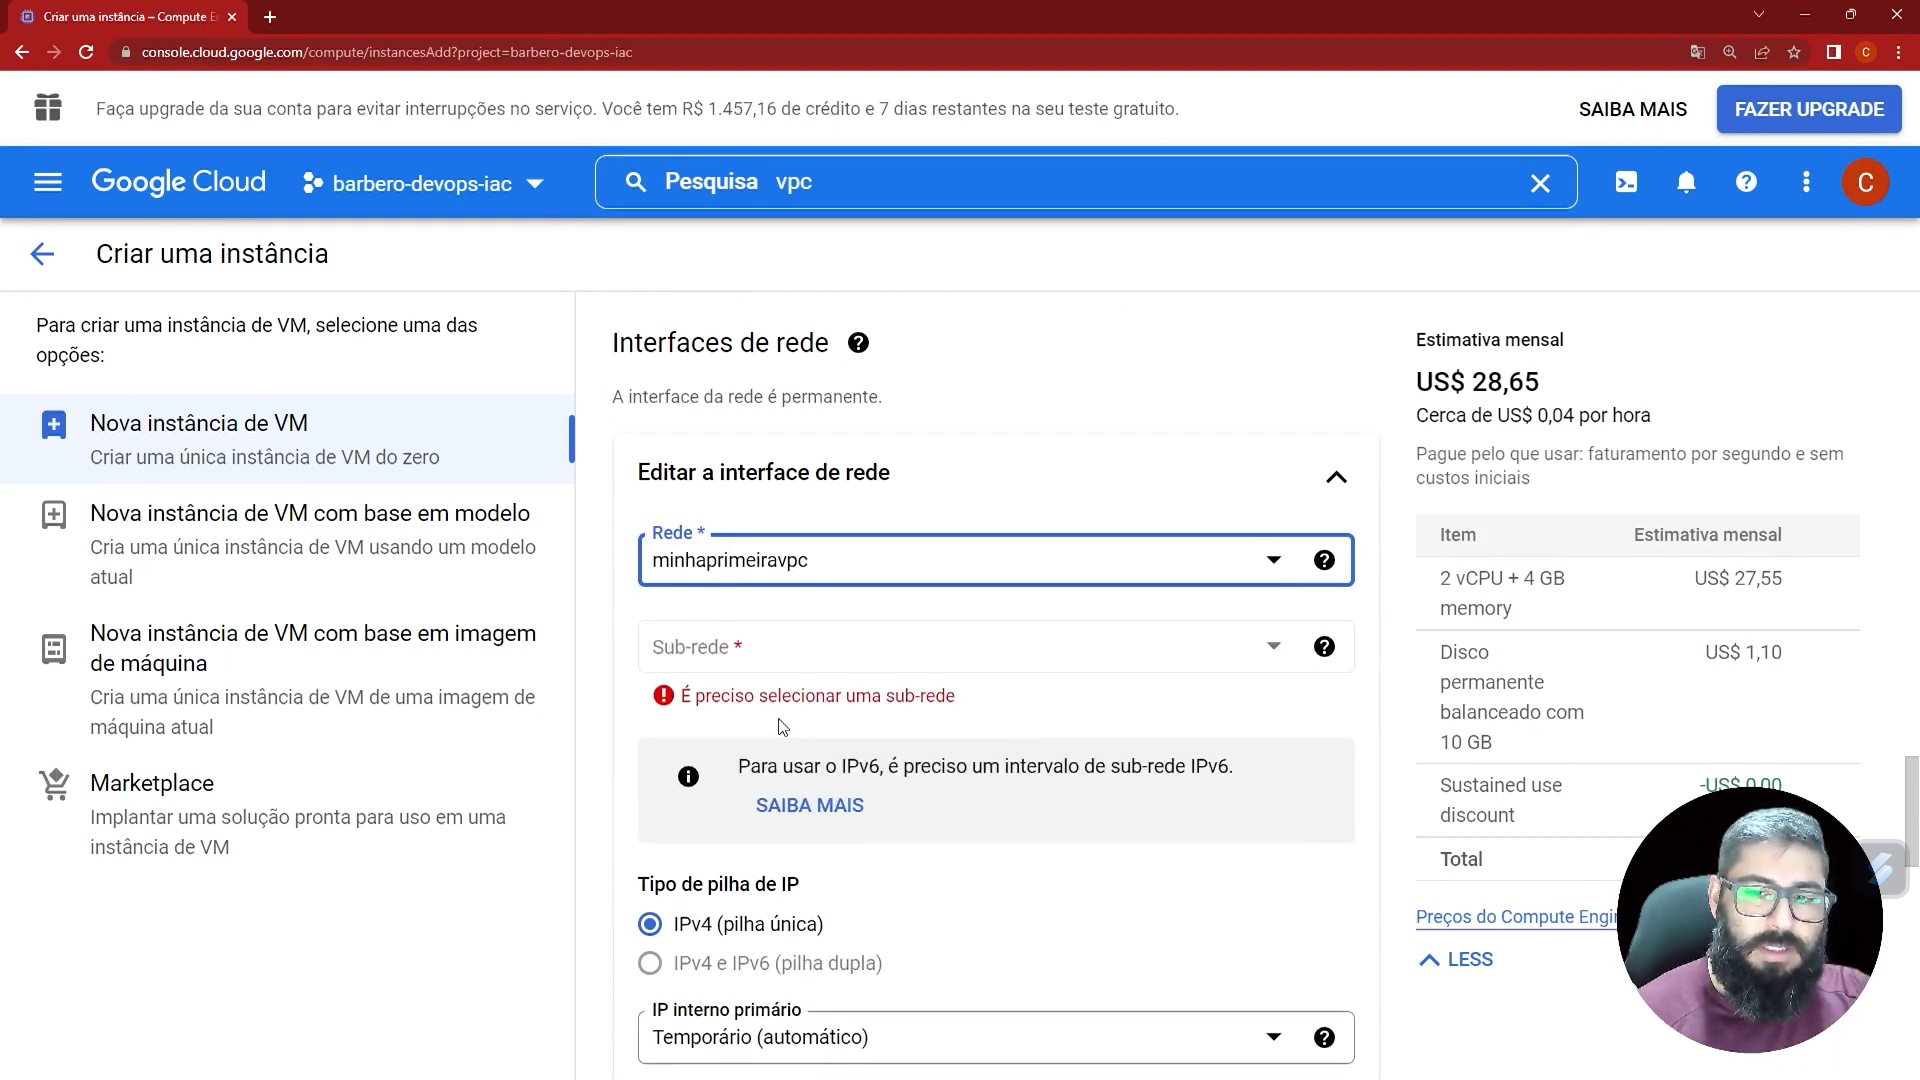 Criar uma instância – Compute E
console.cloud.google.com/compute/instancesAdd?project=barbero-devops-iac
C
Faça upgrade da sua conta para evitar interrupções no serviço. Você tem R$ 1.457,16 de crédito e 7 dias restantes na seu teste gratuito.
SAIBA MAIS
FAZER UPGRADE
Google Cloud
barbero-devops-iac
Pesquisa vpc
C
Criar uma instância
Para criar uma instância de VM, selecione uma das
opções:
Nova instância de VM
Criar uma única instância de VM do zero
Nova instância de VM com base em modelo
Cria uma única instância de VM usando um modelo
atual
Nova instância de VM com base em imagem
de máquina
Cria uma única instância de VM de uma imagem de
máquina atual
Marketplace
Implantar uma solução pronta para uso em uma
instância de VM
Interfaces de rede
A interface da rede é permanente.
Editar a interface de rede
Rede *
minhaprimeiravpc
Sub-rede *
É preciso selecionar uma sub-rede
Para usar o IPv6, é preciso um intervalo de sub-rede IPv6.
SAIBA MAIS
Tipo de pilha de IP
IPv4 (pilha única)
IPv4 e IPv6 (pilha dupla)
IP interno primário
Temporário (automático)
Estimativa mensal
US$ 28,65
Cerca de US$ 0,04 por hora
Pague pelo que usar: faturamento por segundo e sem
custos iniciais
Item Estimativa mensal
2 vCPU + 4 GB US$ 27,55
memory
Disco US$ 1,10
permanente
balanceado com
10 GB
Sustained use -US$ 0,00
discount
Total
Preços do Compute Engin
LESS